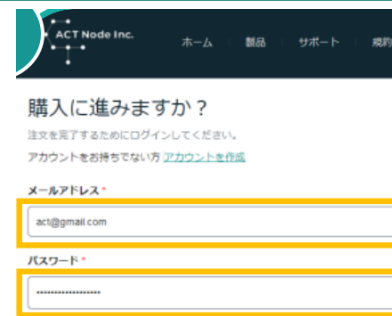 ACT Node Inc.
ホーム 製品 サポート 規約
購入に進みますか？
注文を完了するためにログインしてください。
アカウントをお持ちでない方 アカウントを作成
メールアドレス *
act@gmail.com
パスワード *